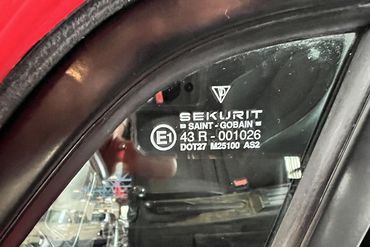 SEKURIT
SAINT-GOBAIN
E1 43 R - 001026
DOT27 M25100 AS2